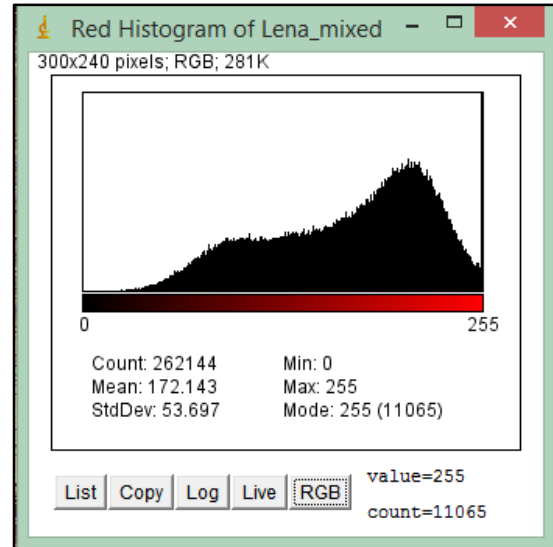 Red Histogram of Lena_mixed
300x240 pixels; RGB; 281K
0 255
Count: 262144 Min: 0
Mean: 172.143 Max: 255
StdDev: 53.697 Mode: 255 (11065)
List Copy Log Live RGB
value=255
count=11065